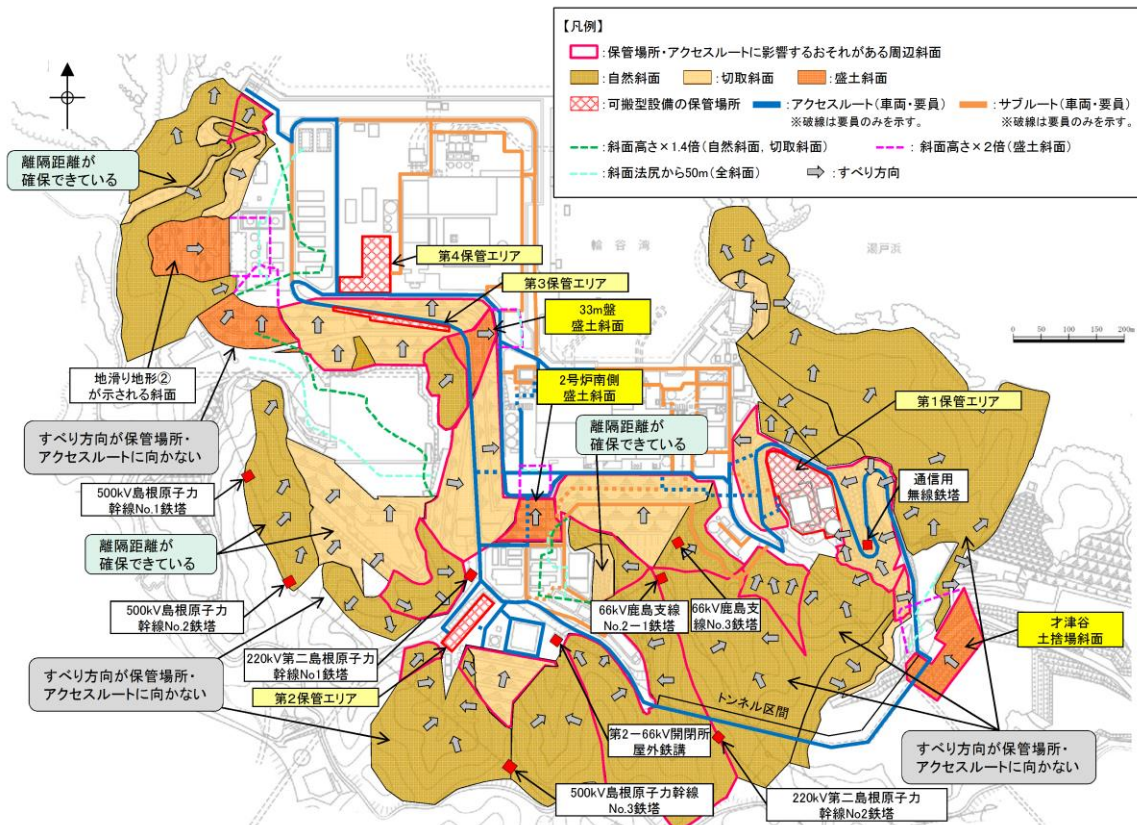 【凡例】
：保管場所・アクセスルートに影響するおそれがある周辺斜面
：自然斜面
：切取斜面
：盛土斜面
：可搬型設備の保管場所
：アクセスルート（車両・要員）
※破線は要員のみを示す。
：サブルート（車両・要員）
※破線は要員のみを示す。
：斜面高さ×1.4倍（自然斜面，切取斜面）
：斜面高さ×2倍（盛土斜面）
：斜面法尻から50m（全斜面）
：すべり方向
離隔距離が
確保できている
輪谷湾
湯戸浜
第4保管エリア
第3保管エリア
33m盤
盛土斜面
0 50 100 150 200m
地滑り地形②
が示される斜面
2号炉南側
盛土斜面
第1保管エリア
離隔距離が
確保できている
すべり方向が保管場所・
アクセスルートに向かない
通信用
無線鉄塔
500kV島根原子力
幹線No.1鉄塔
離隔距離が
確保できている
500kV島根原子力
幹線No.2鉄塔
66kV鹿島支線
No.2－1鉄塔
66kV鹿島支
線No.3鉄塔
才津谷
土捨場斜面
220kV第二島根原子力
幹線No1鉄塔
すべり方向が保管場所・
アクセスルートに向かない
第2保管エリア
トンネル区間
第2－66kV開閉所
屋外鉄講
すべり方向が保管場所・
アクセスルートに向かない
500kV島根原子力幹線
No.3鉄塔
220kV第二島根原子力
幹線No2鉄塔